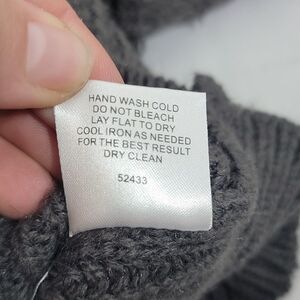 HAND WASH COLD
DO NOT BLEACH
LAY FLAT TO DRY
COOL IRON AS NEEDED
FOR THE BEST RESULT
DRY CLEAN
52433